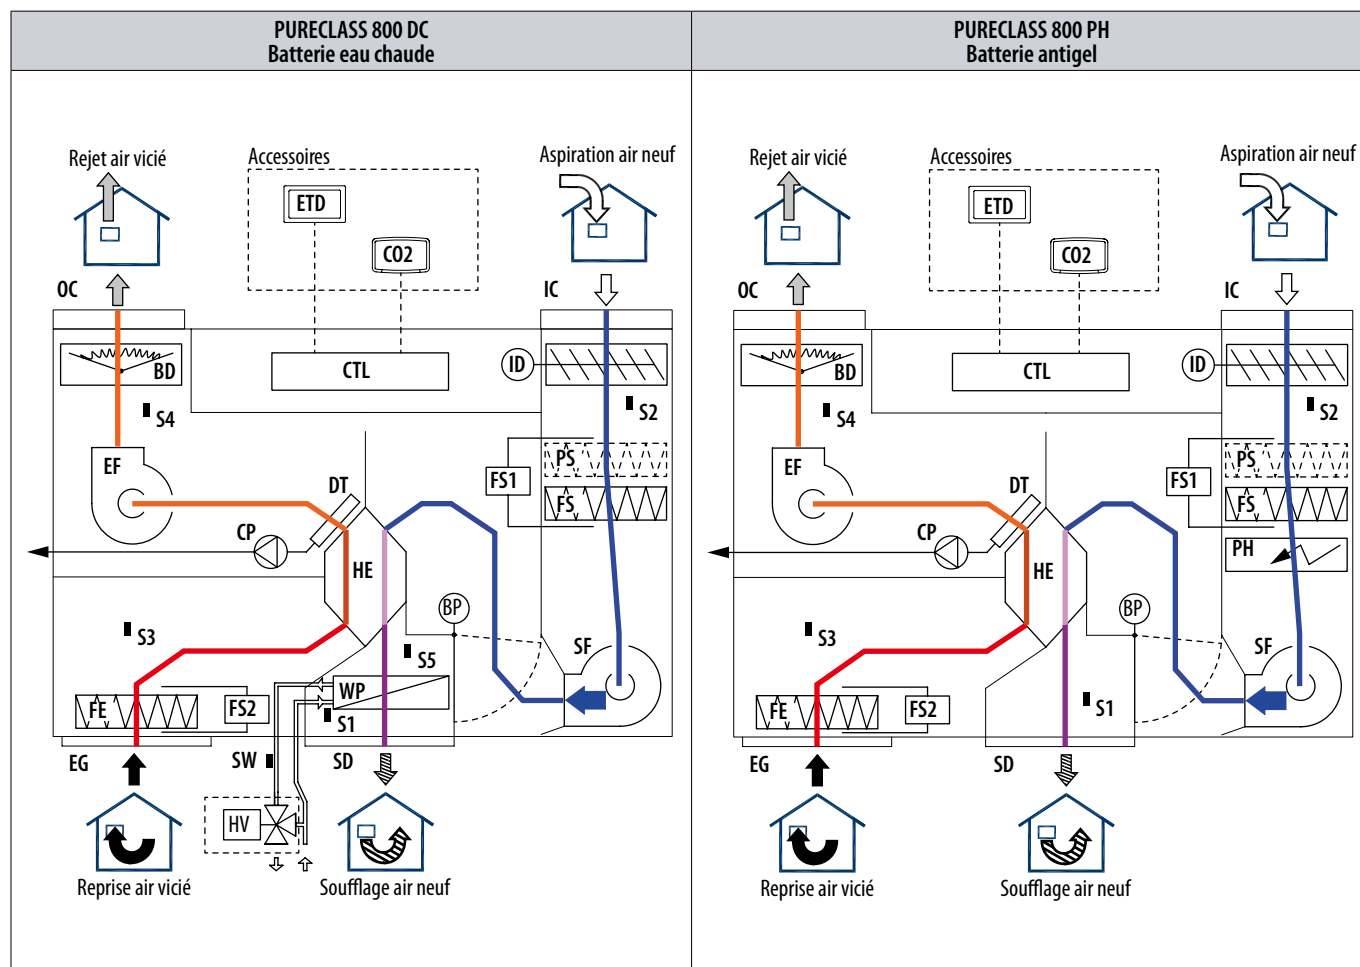 PURECLASS 800 DC
Batterie eau chaude
PURECLASS 800 PH
Batterie antigel
Rejet air vicié
Accessoires
Aspiration air neuf
ETD
CO2
OC
IC
BD
CTL
ID
S4
S2
EF
PS
FS1
FS
DT
CP
HE
BP
S3
S5
SF
WP
FE
FS2
S1
EG
SW
SD
HV
Reprise air vicié
Soufflage air neuf
Rejet air vicié
Accessoires
Aspiration air neuf
ETD
CO2
OC
IC
BD
CTL
ID
S4
S2
EF
PS
FS1
FS
DT
CP
PH
HE
BP
S3
SF
FE
FS2
S1
EG
SD
Reprise air vicié
Soufflage air neuf